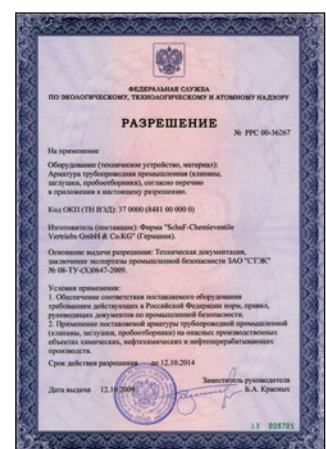 ФЕДЕРАЛЬНАЯ СЛУЖБА
ПО ЭКОЛОГИЧЕСКОМУ, ТЕХНОЛОГИЧЕСКОМУ И АТОМНОМУ НАДЗОРУ
РАЗРЕШЕНИЕ
№ РРС 00-36267
На применение
Оборудование (техническое устройство, материал):
Арматура трубопроводная промышленная (клапаны,
заглушки, пробоотборники), согласно перечню
в приложении к настоящему разрешению.
Код ОКП (ТН ВЭД): 37 0000 (8481 00 000 0)
Изготовитель (поставщик): Фирма "SchuF-Chemieventile
Vertriebs GmbH & Co.KG" (Германия).
Основание выдачи разрешения: Техническая документация,
заключение экспертизы промышленной безопасности ЗАО "СТЭК"
№ 08-ТУ-(Х)0647-2009.
Условия применения:
1. Обеспечение соответствия поставляемого оборудования
требованиям действующих в Российской Федерации норм, правил,
руководящих документов по промышленной безопасности.
2. Применение поставляемой арматуры трубопроводной промышленной
(клапаны, заглушки, пробоотборники) на опасных производственных
объектах химических, нефтехимических и нефтеперерабатывающих
производств.
Срок действия разрешения до 12.10.2014
Дата выдачи 12.10.2009
Заместитель руководителя
Б.А. Красных
028705